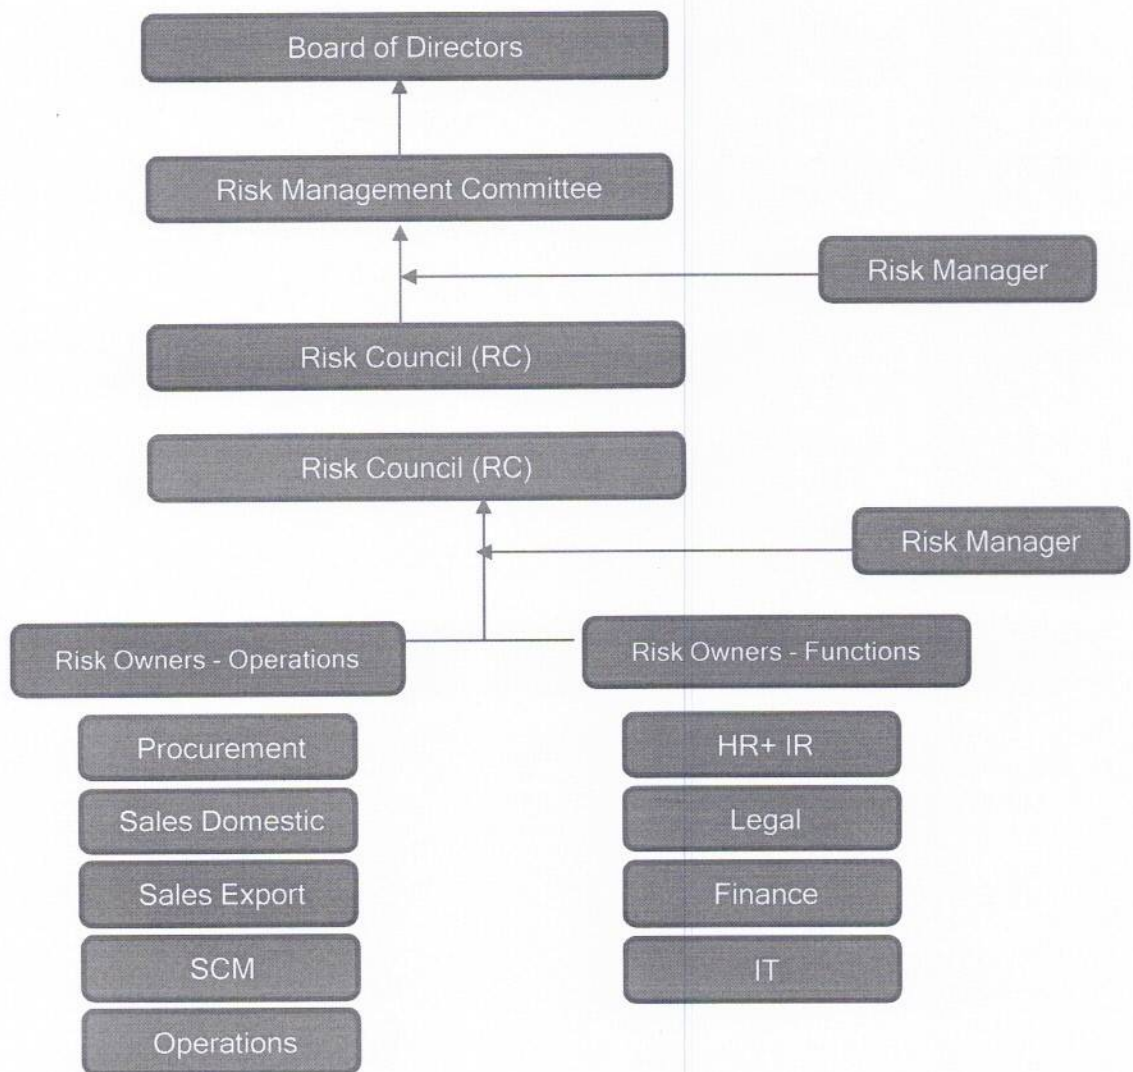 Board of Directors
Risk Management Committee
Risk Manager
Risk Council (RC)
Risk Council (RC)
Risk Manager
Risk Owners - Operations
Risk Owners - Functions
Procurement
HR+ IR
Sales Domestic
Legal
Sales Export
Finance
SCM
IT
Operations